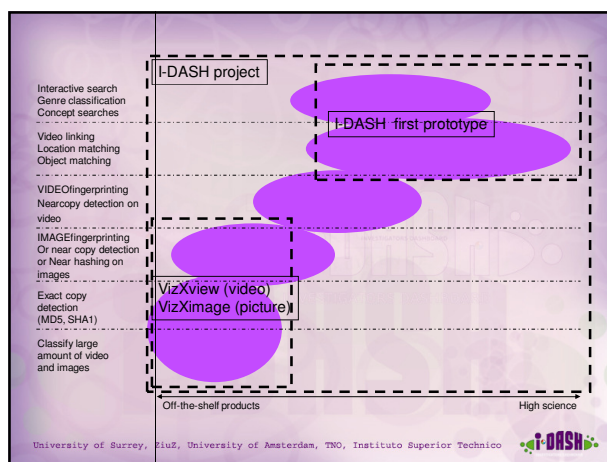 I-DASH project
Interactive search
Genre classification
Concept searches
I-DASH first prototype
Video linking
Location matching
Object matching
VIDEOfingerprinting
Nearcopy detection on
video
IMAGEfingerprinting
Or near copy detection
or Near hashing on
images
VizXview (video)
VizXimage (picture)
Exact copy
detection
(MD5, SHA1)
Classify large
amount of video
and images
Off-the-shelf products
High science
University of Surrey, ZiuZ, University of Amsterdam, TNO, Instituto Superior Technico
i-DASH